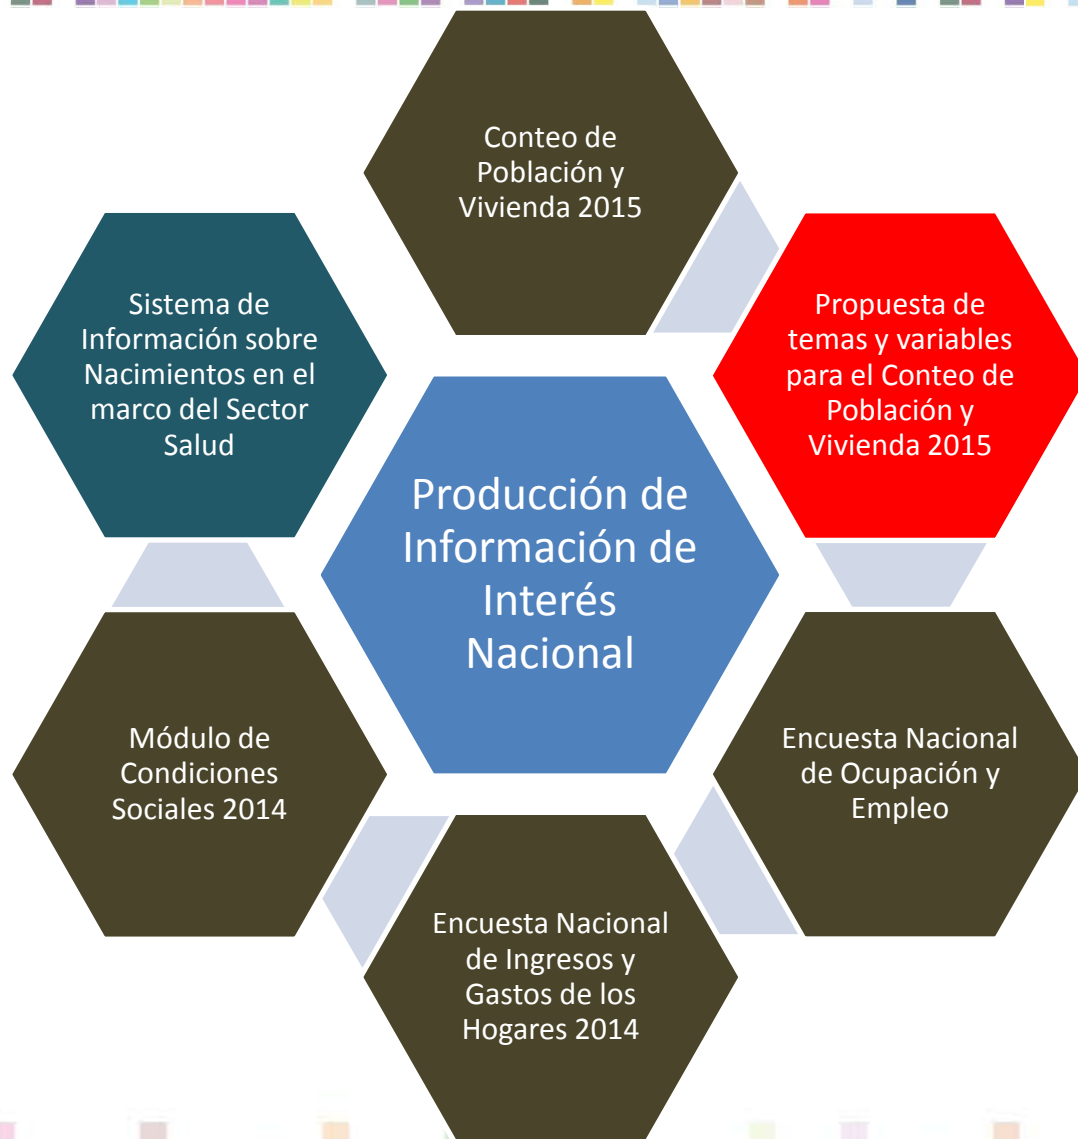 Conteo de
Población y
Vivienda 2015
Sistema de
Información sobre
Nacimientos en el
marco del Sector
Salud
Propuesta de
temas y variables
para el Conteo de
Población y
Vivienda 2015
Producción de
Información de
Interés
Nacional
Módulo de
Condiciones
Sociales 2014
Encuesta Nacional
de Ocupación y
Empleo
Encuesta Nacional
de Ingresos y
Gastos de los
Hogares 2014